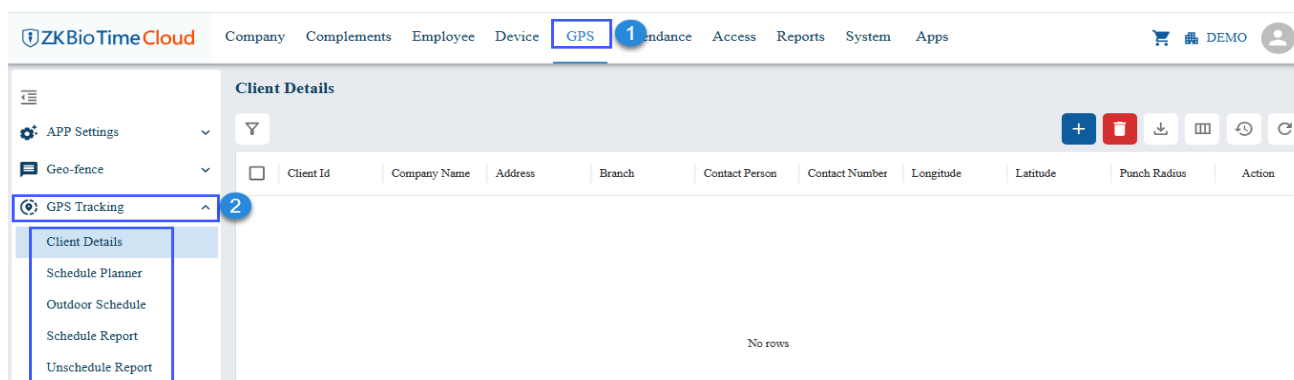 ZKBioTime Cloud Company Complements Employee Device GPS 1 endance Access Reports System Apps DEMO
Client Details
APP Settings
Geo-fence
Client Id Company Name Address Branch Contact Person Contact Number Longitude Latitude Punch Radius Action
GPS Tracking 2
Client Details
Schedule Planner
Outdoor Schedule
Schedule Report
No rows
Unschedule Report